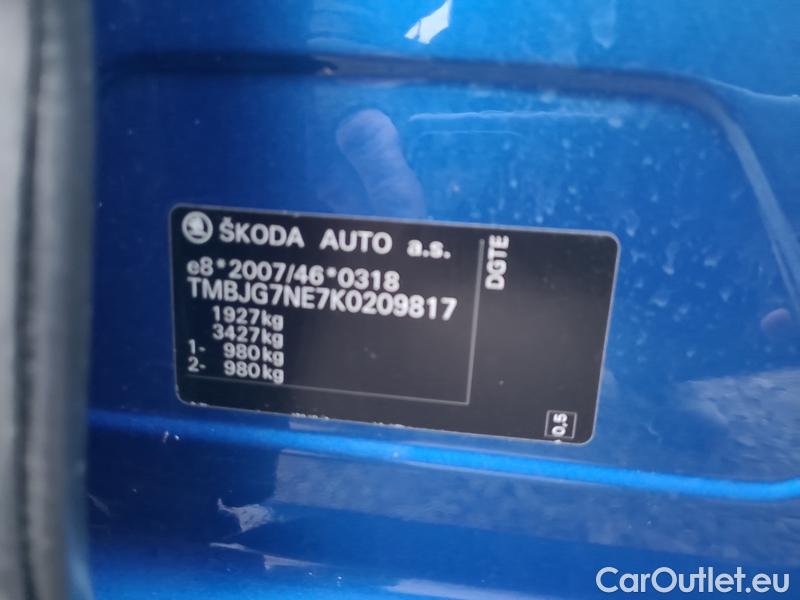 ŠKODA AUTO a.s.
e8*2007/46*0318
TMBJG7NE7K0209817
1927kg
3427kg
1- 980kg
2- 980kg
DGTE
0,5
CarOutlet.eu